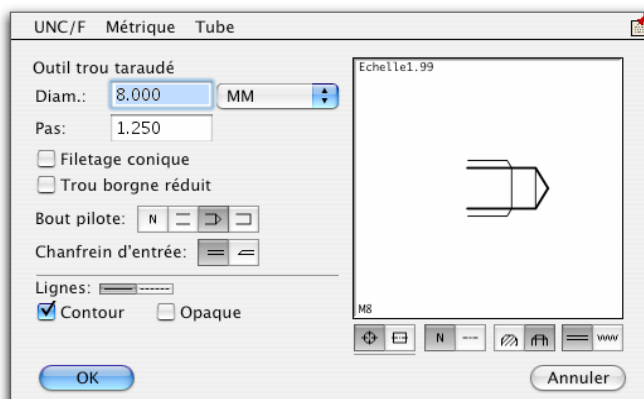 UNC/F Métrique Tube
Outil trou taraudé
Diam.: 8.000 MM
Pas: 1.250
Filetage conique
Trou borgne réduit
Bout pilote: N
Chanfrein d'entrée:
Lignes:
Contour Opaque
OK
Echelle1.99
M8
N
Annuler